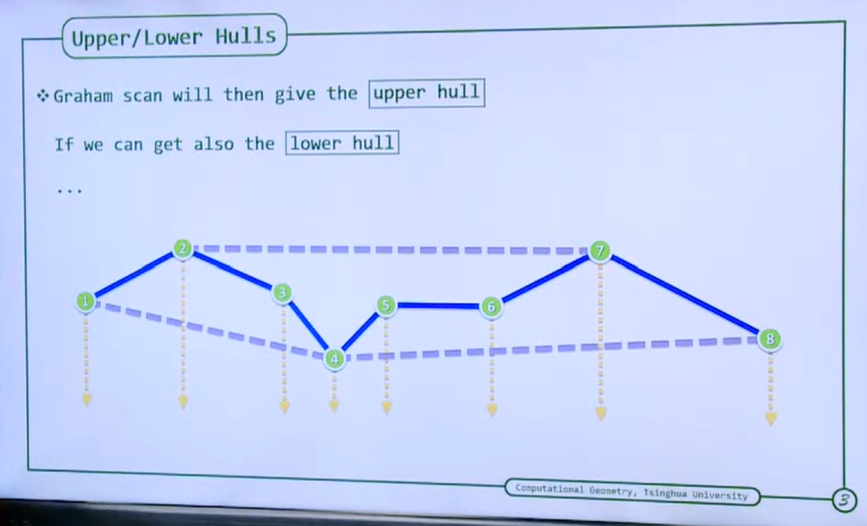 Upper/Lower Hulls
❖ Graham scan will then give the upper hull
If we can get also the lower hull
...
1
2
3
4
5
6
7
8
Computational Geometry, Tsinghua University
3